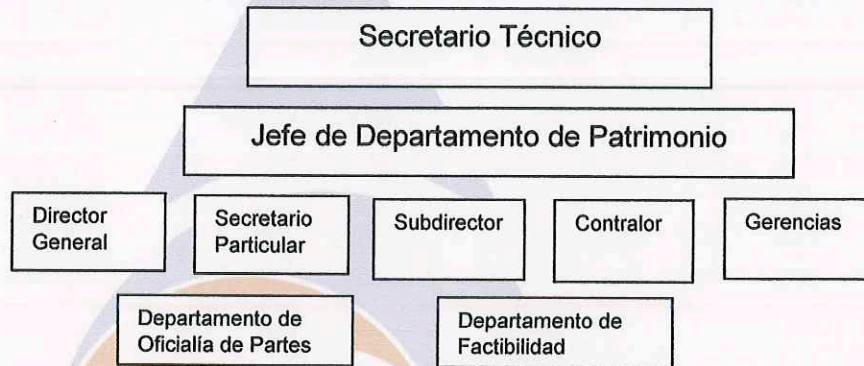 Secretario Técnico
Jefe de Departamento de Patrimonio
Director
General
Secretario
Particular
Subdirector
Contralor
Gerencias
Departamento de
Oficialía de Partes
Departamento de
Factibilidad